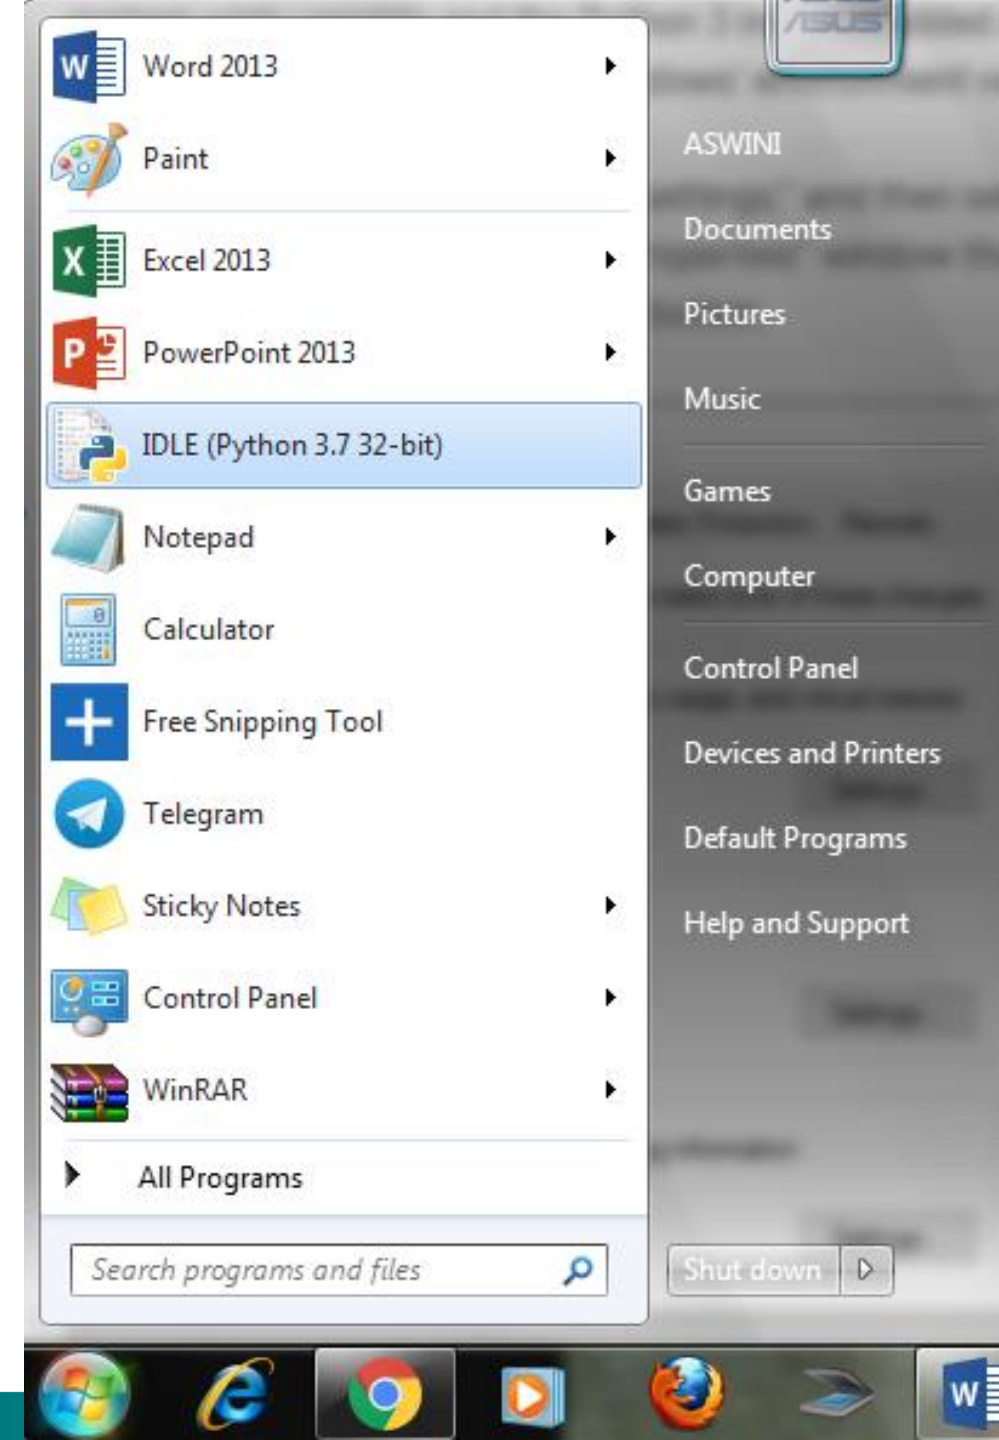 Word 2013
Paint
Excel 2013
PowerPoint 2013
IDLE (Python 3.7 32-bit)
Notepad
Calculator
Free Snipping Tool
Telegram
Sticky Notes
Control Panel
WinRAR
All Programs
Search programs and files
ASUS
ASWINI
Documents
Pictures
Music
Games
Computer
Control Panel
Devices and Printers
Default Programs
Help and Support
Shut down